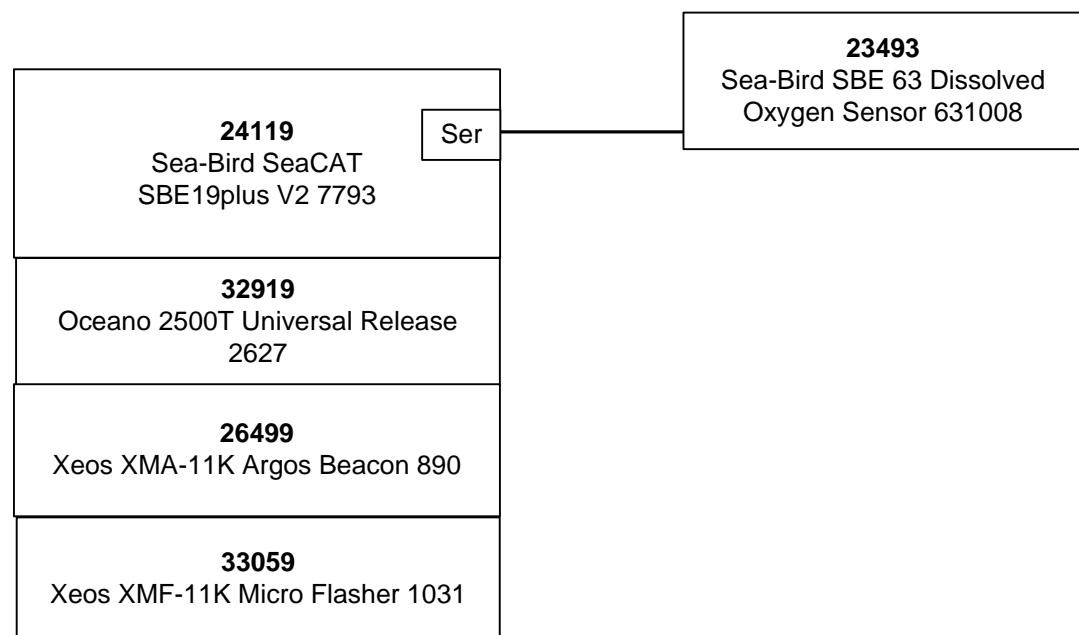 23493
Sea-Bird SBE 63 Dissolved
Oxygen Sensor 631008
24119
Sea-Bird SeaCAT
SBE19plus V2 7793
Ser
32919
Oceano 2500T Universal Release
2627
26499
Xeos XMA-11K Argos Beacon 890
33059
Xeos XMF-11K Micro Flasher 1031